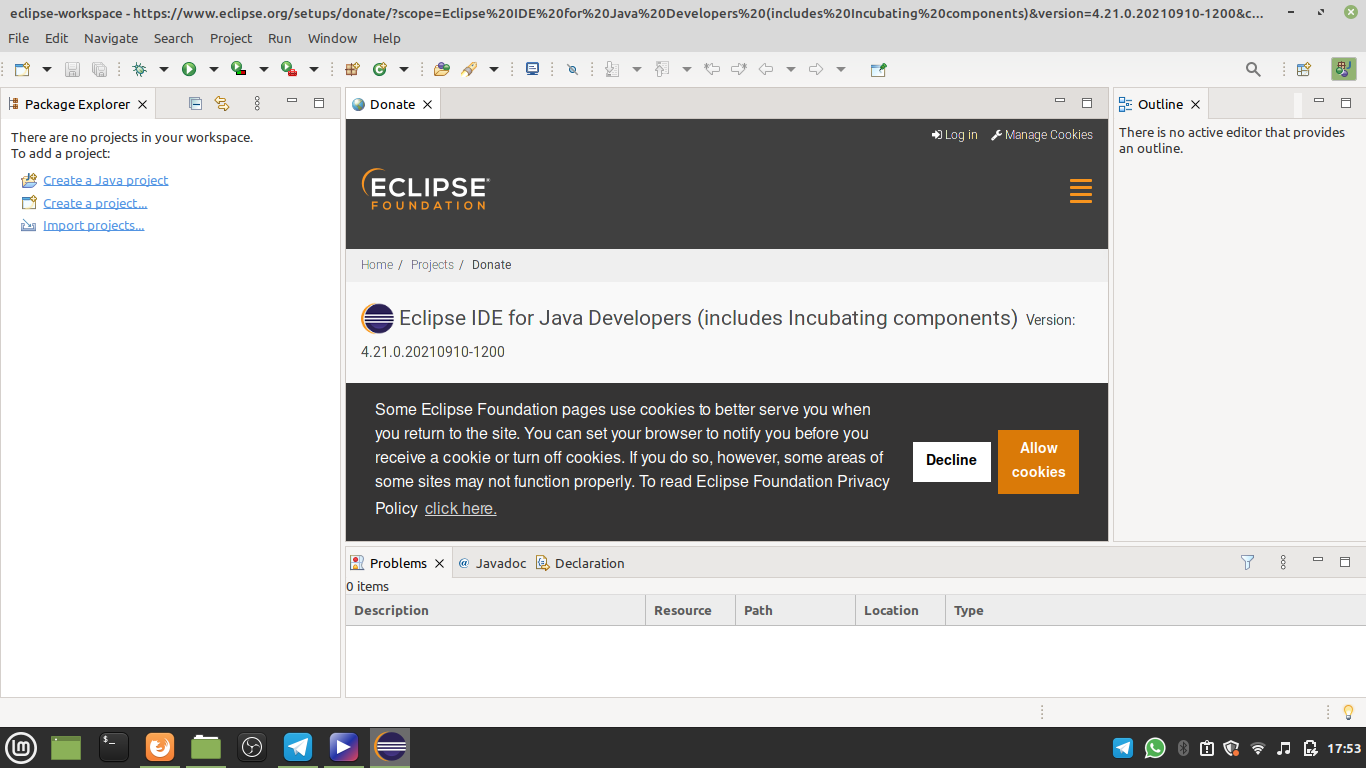 eclipse-workspace - https://www.eclipse.org/setups/donate/?scope=Eclipse%20IDE%20for%20Java%20Developers%20(includes%20Incubating%20components)&version=4.21.0.20210910-1200&c...
File Edit Navigate Search Project Run Window Help
Package Explorer
There are no projects in your workspace.
To add a project:
Create a Java project
Create a project...
Import projects...
Donate
Log in Manage Cookies
ECLIPSE
FOUNDATION
Home / Projects / Donate
Eclipse IDE for Java Developers (includes Incubating components) Version:
4.21.0.20210910-1200
Some Eclipse Foundation pages use cookies to better serve you when
you return to the site. You can set your browser to notify you before you
receive a cookie or turn off cookies. If you do so, however, some areas of
some sites may not function properly. To read Eclipse Foundation Privacy
Policy click here.
Decline
Allow
cookies
Outline
There is no active editor that provides
an outline.
Problems @ Javadoc Declaration
0 items
Description Resource Path Location Type
17:53